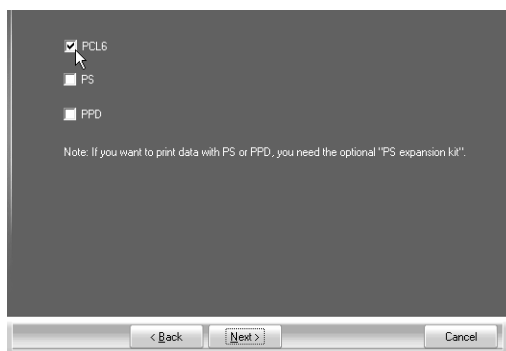 PCL6
PS
PPD
Note: If you want to print data with PS or PPD, you need the optional "PS expansion kit".
< Back
Next >
Cancel